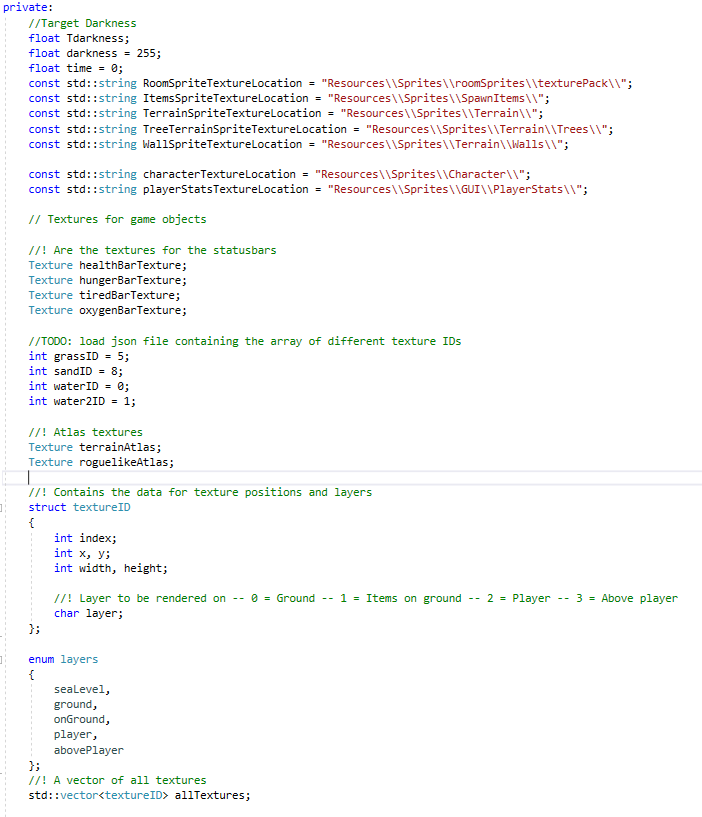 private:
//Target Darkness
float Tdarkness;
float darkness = 255;
float time = 0;
const std::string RoomSpriteTextureLocation = "Resources\\Sprites\\roomSprites\\texturePack\\";
const std::string ItemsSpriteTextureLocation = "Resources\\Sprites\\SpawnItems\\";
const std::string TerrainSpriteTextureLocation = "Resources\\Sprites\\Terrain\\";
const std::string TreeTerrainSpriteTextureLocation = "Resources\\Sprites\\Terrain\\Trees\\";
const std::string WallSpriteTextureLocation = "Resources\\Sprites\\Terrain\\Walls\\";
const std::string characterTextureLocation = "Resources\\Sprites\\Character\\";
const std::string playerStatsTextureLocation = "Resources\\Sprites\\GUI\\PlayerStats\\";
// Textures for game objects
//! Are the textures for the statusbars
Texture healthBarTexture;
Texture hungerBarTexture;
Texture tiredBarTexture;
Texture oxygenBarTexture;
//TODO: load json file containing the array of different texture IDs
int grassID = 5;
int sandID = 8;
int waterID = 0;
int water2ID = 1;
//! Atlas textures
Texture terrainAtlas;
Texture roguelikeAtlas;
//! Contains the data for texture positions and layers
struct textureID
{
int index;
int x, y;
int width, height;
//! Layer to be rendered on -- 0 = Ground -- 1 = Items on ground -- 2 = Player -- 3 = Above player
char layer;
};
enum layers
{
seaLevel,
ground,
onGround,
player,
abovePlayer
};
//! A vector of all textures
std::vector<textureID> allTextures;